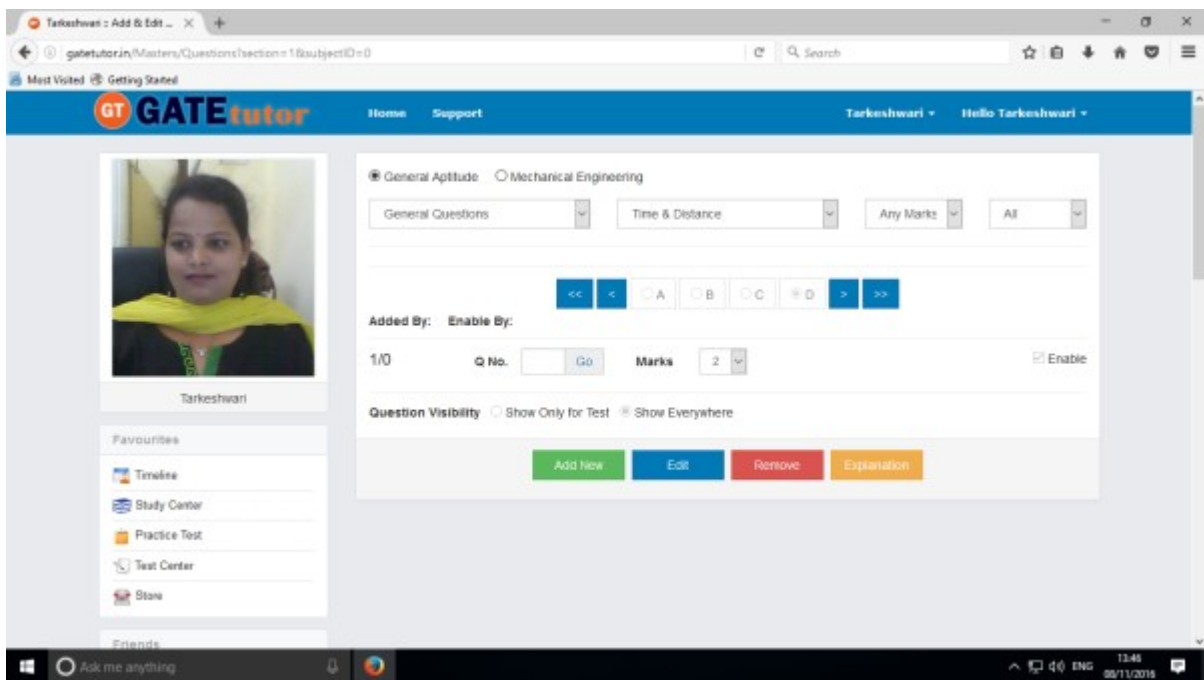 Tarkeshwari : Add & Edit ...
gatetutor.in/Masters/Questions?section=1&subjectID=0
Search
Most Visited Getting Started
GT GATEtutor Home Support Tarkeshwari Hello Tarkeshwari
General Aptitude Mechanical Engineering
General Questions Time & Distance Any Marks All
<< < A B C D > >>
Added By: Enable By:
1/0 Q No. Go Marks 2 Enable
Question Visibility Show Only for Test Show Everywhere
Add New Edit Remove Explanation
Tarkeshwari
Favourites
Timeline
Study Center
Practice Test
Test Center
Store
Friends
Ask me anything ENG 13:46
08/11/2016